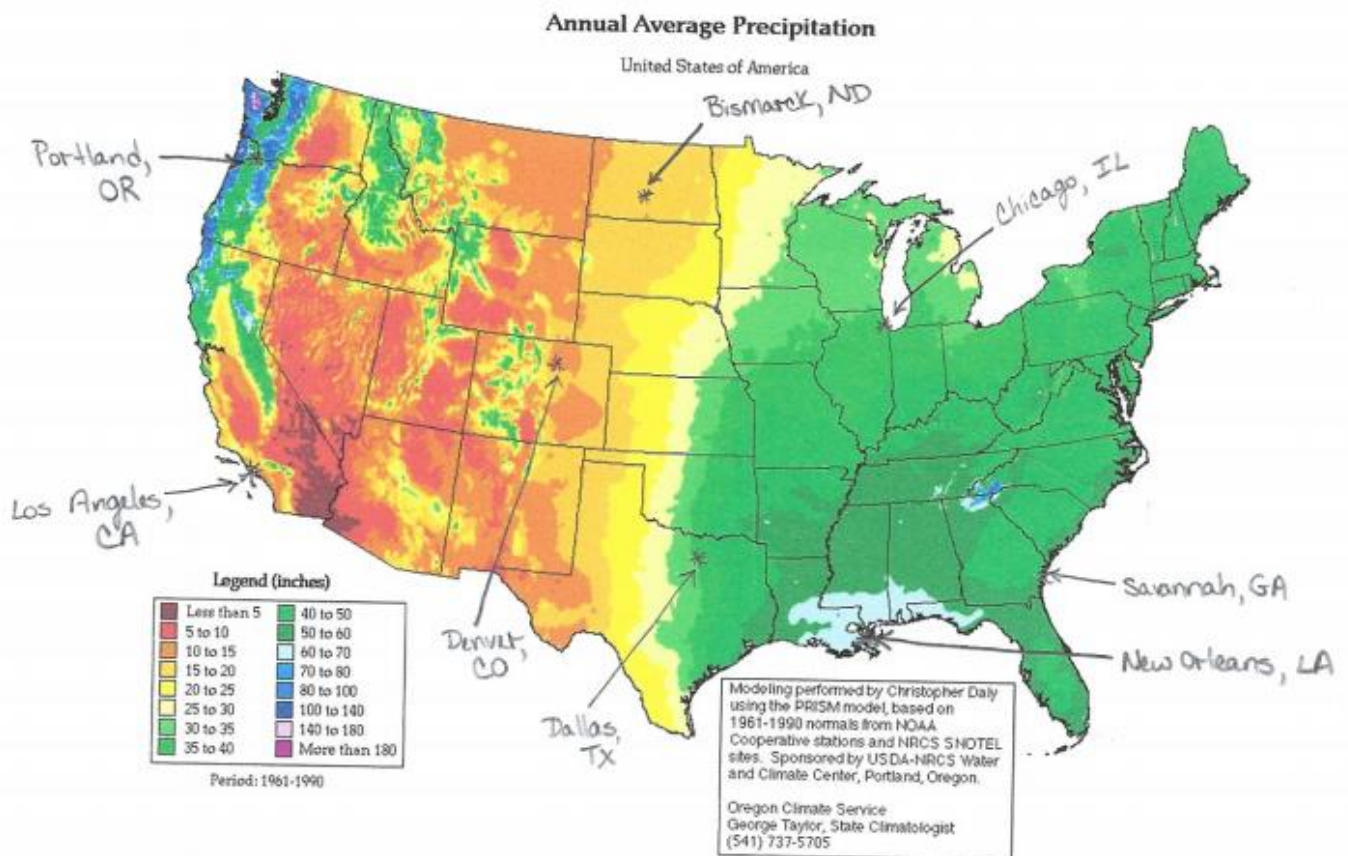 Annual Average Precipitation
United States of America
Bismarck, ND
Portland,
OR
Chicago, IL
Los Angeles,
CA
Savannah, GA
Denver,
CO
New Orleans, LA
Dallas,
TX
Legend (inches)
Less than 5
5 to 10
10 to 15
15 to 20
20 to 25
25 to 30
30 to 35
35 to 40
40 to 50
50 to 60
60 to 70
70 to 80
80 to 100
100 to 140
140 to 180
More than 180
Period: 1961-1990
Modeling performed by Christopher Daly
using the PRISM model, based on
1961-1990 normals from NOAA
Cooperative stations and NRCS SNOTEL
sites. Sponsored by USDA-NRCS Water
and Climate Center, Portland, Oregon.
Oregon Climate Service
George Taylor, State Climatologist
(541) 737-5705